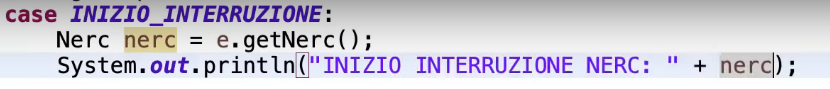 case INIZIO_INTERRUZIONE:
Nerc nerc = e.getNerc();
System.out.println("INIZIO INTERRUZIONE NERC: " + nerc);